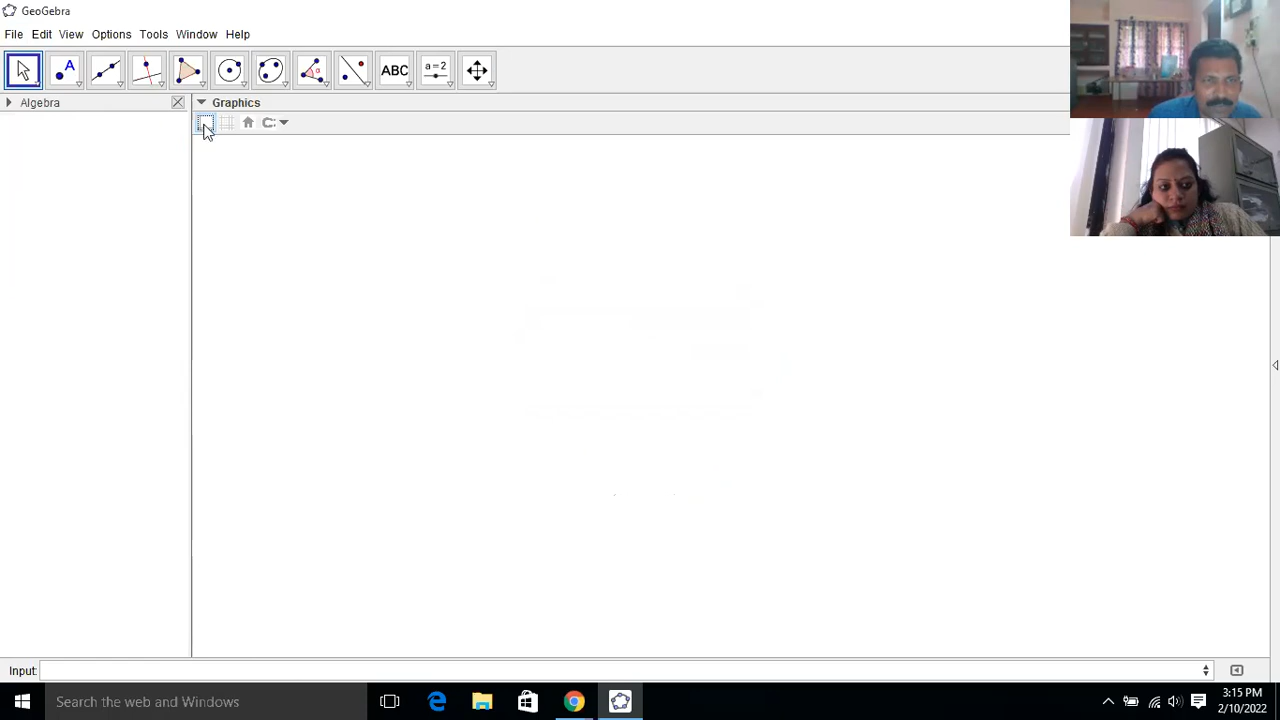 GeoGebra
File Edit View Options Tools Window Help
A
ABC
a=2
α
Algebra
Graphics
Input:
Search the web and Windows
3:15 PM
2/10/2022